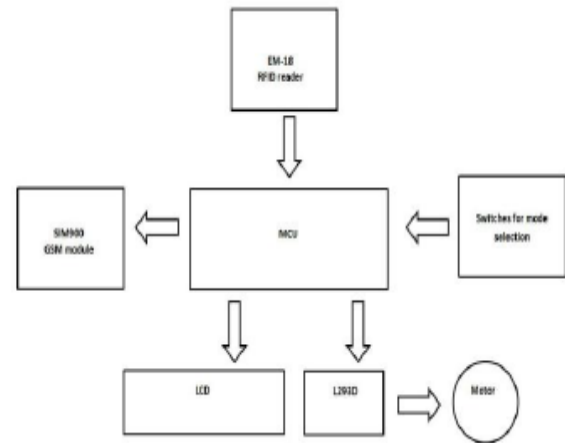 EM-18
RFID reader
SIM900
GSM module
MCU
Switches for mode
selection
LCD
L293D
Motor